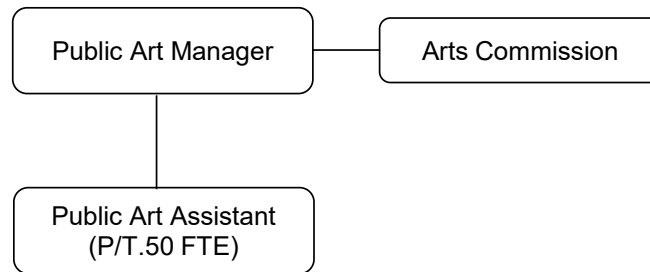 Public Art Manager
Arts Commission
Public Art Assistant
(P/T.50 FTE)